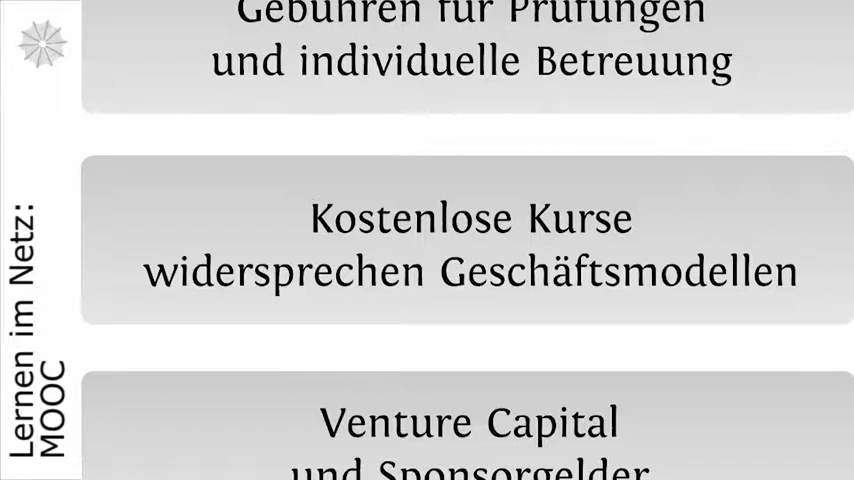 Gebühren für Prüfungen
und individuelle Betreuung
Kostenlose Kurse
widersprechen Geschäftsmodellen
Venture Capital
und Sponsorgelder
Lernen im Netz:
MOOC